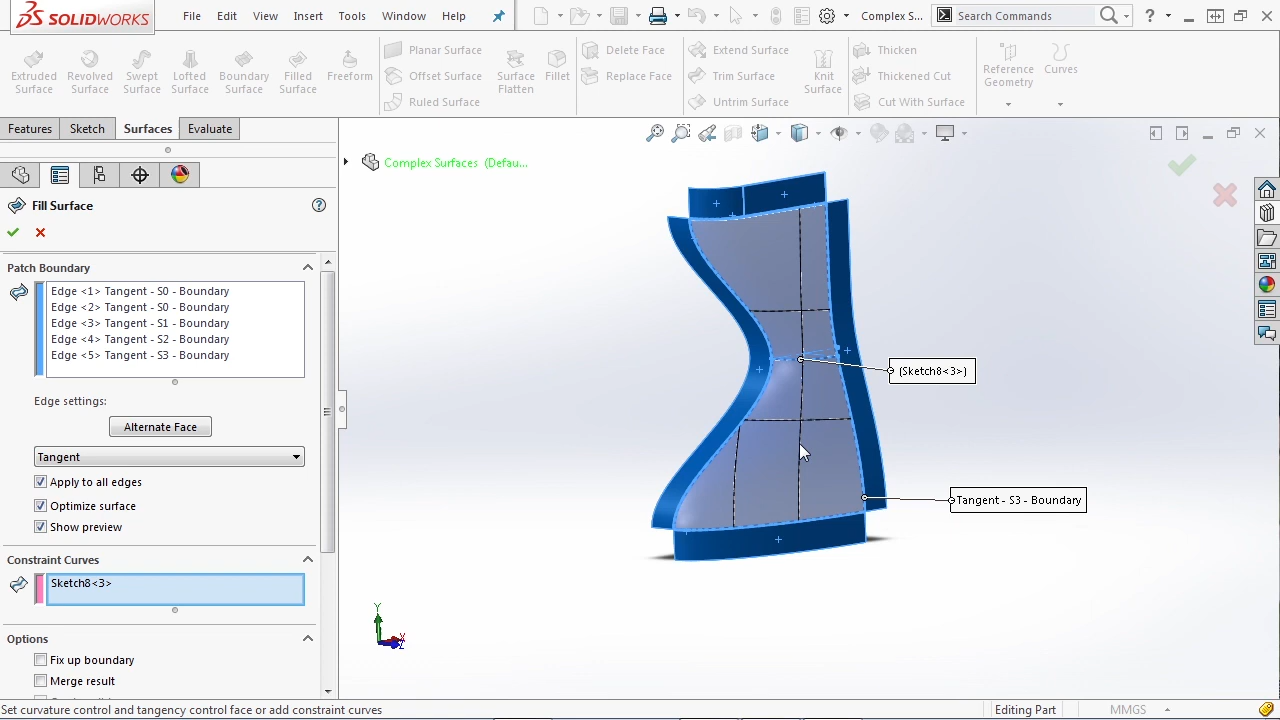 SOLIDWORKS File Edit View Insert Tools Window Help Complex S... Search Commands ?
Extruded Surface Revolved Surface Swept Surface Lofted Surface Boundary Surface Filled Surface Freeform
Planar Surface
Offset Surface
Ruled Surface
Surface Flatten
Fillet
Delete Face
Replace Face
Extend Surface
Trim Surface
Untrim Surface
Knit Surface
Thicken
Thickened Cut
Cut With Surface
Reference Geometry
Curves
Features Sketch Surfaces Evaluate
Complex Surfaces (Defau...
Fill Surface ?
Patch Boundary
Edge <1> Tangent - S0 - Boundary
Edge <2> Tangent - S0 - Boundary
Edge <3> Tangent - S1 - Boundary
Edge <4> Tangent - S2 - Boundary
Edge <5> Tangent - S3 - Boundary
Edge settings:
Alternate Face
Tangent
Apply to all edges
Optimize surface
Show preview
Constraint Curves
Sketch8<3>
Options
Fix up boundary
Merge result
(Sketch8<3>)
Tangent - S3 - Boundary
Y
X
Z
Set curvature control and tangency control face or add constraint curves Editing Part MMGS